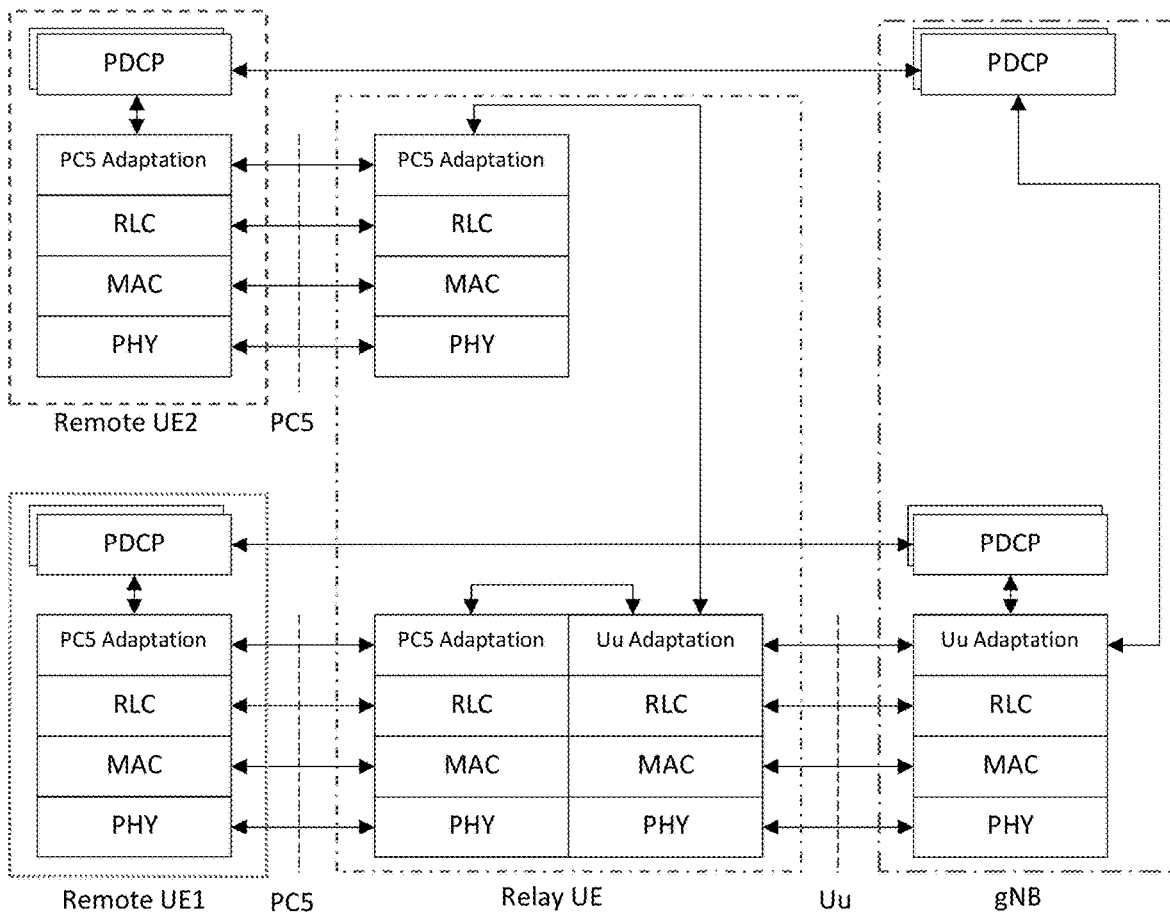 PDCP
PDCP
PC5 Adaptation
PC5 Adaptation
RLC
RLC
MAC
MAC
PHY
PHY
Remote UE2
PC5
PDCP
PDCP
PC5 Adaptation
PC5 Adaptation
Uu Adaptation
Uu Adaptation
RLC
RLC
RLC
RLC
MAC
MAC
MAC
MAC
PHY
PHY
PHY
PHY
Remote UE1
PC5
Relay UE
Uu
gNB